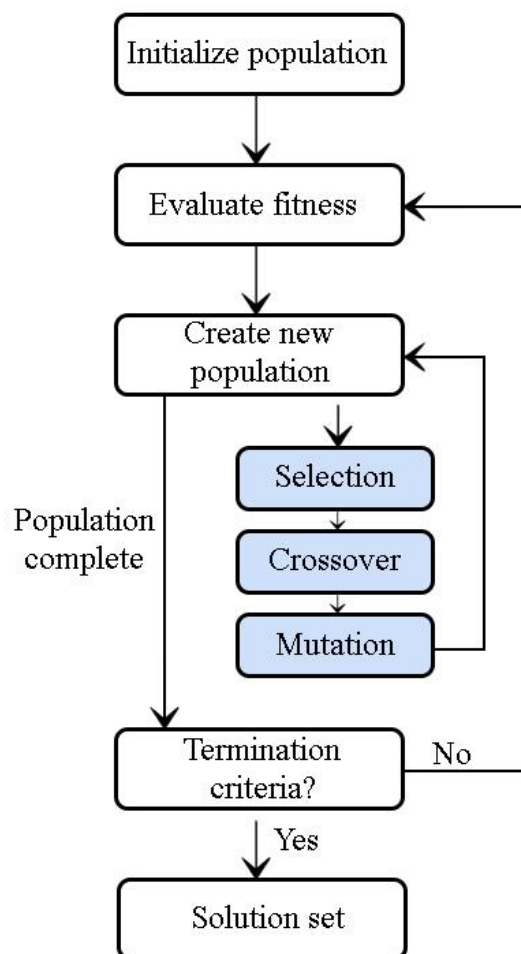 Initialize population
Evaluate fitness
Create new
population
Selection
Population
complete
Crossover
Mutation
Termination
criteria?
No
Yes
Solution set